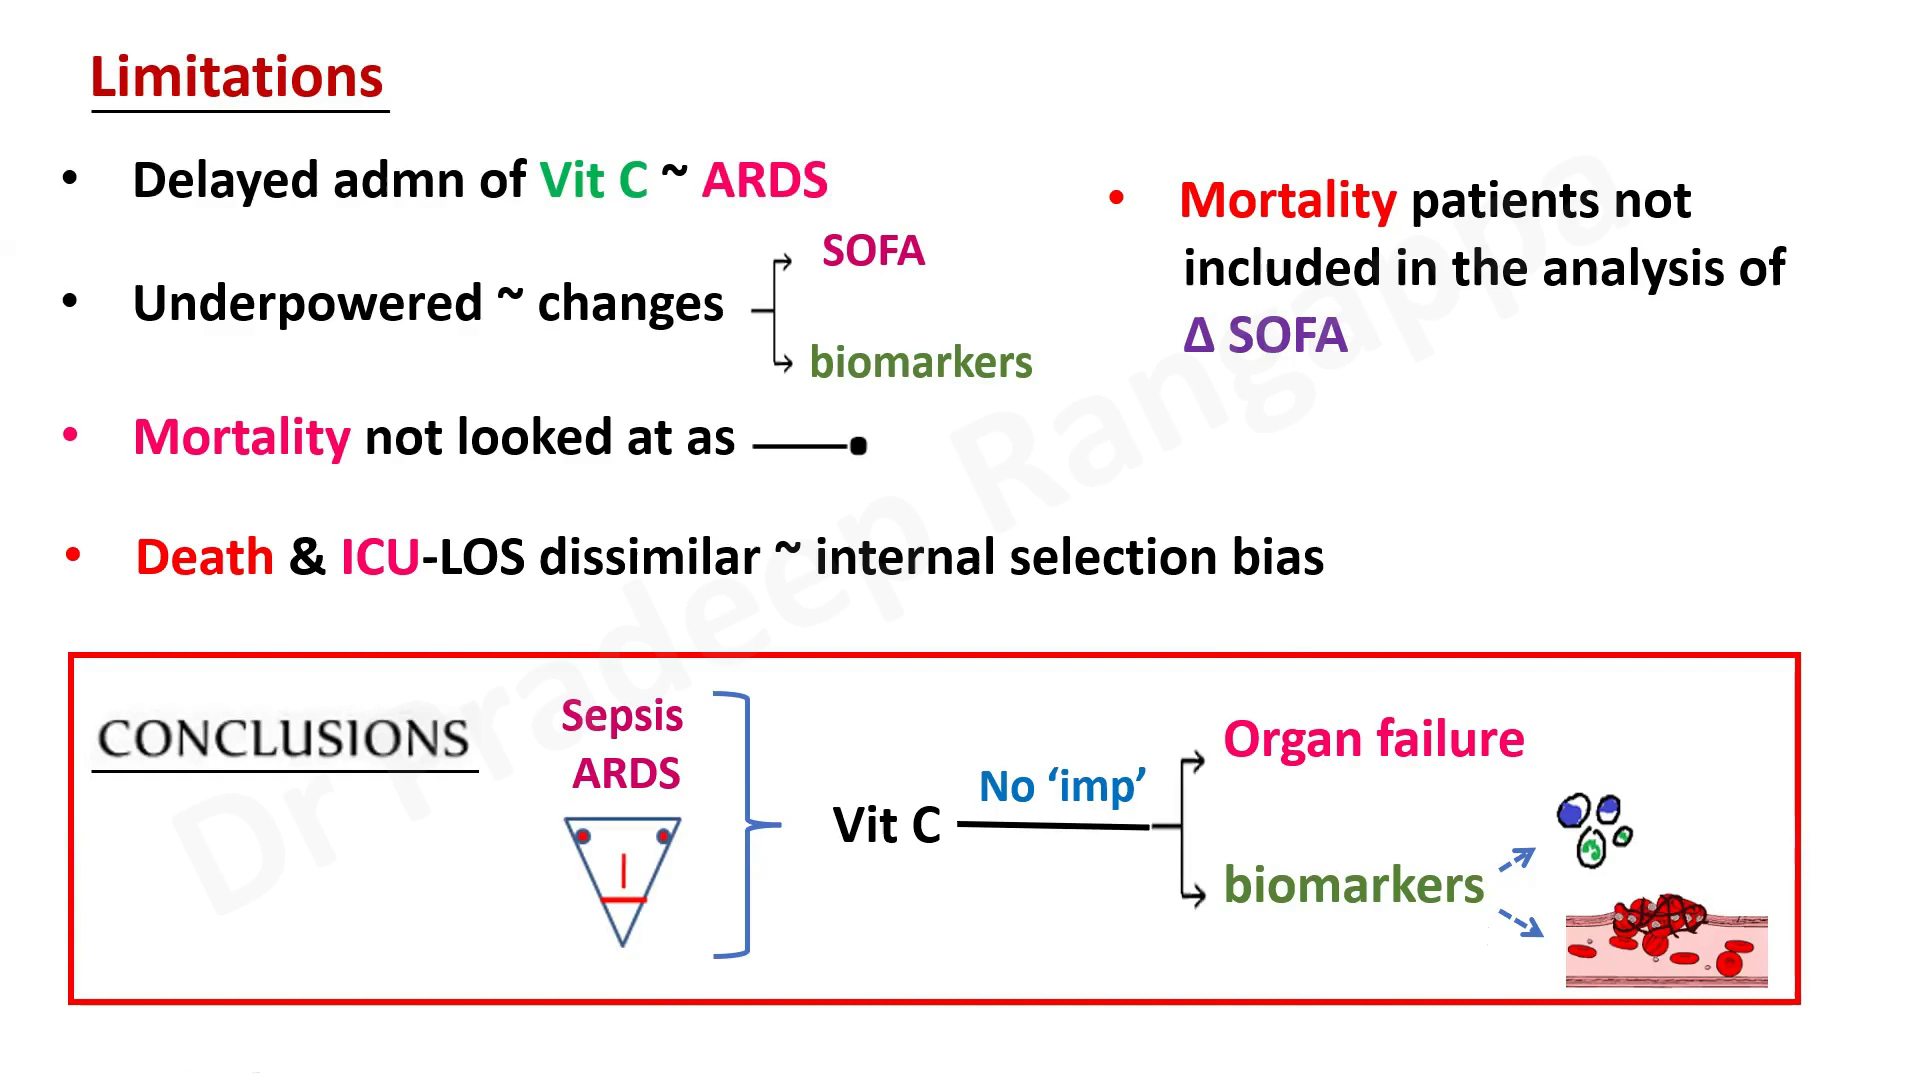 Limitations
• Delayed admn of Vit C ~ ARDS
• Underpowered ~ changes
SOFA
biomarkers
• Mortality not looked at as
• Death & ICU-LOS dissimilar ~ internal selection bias
• Mortality patients not
included in the analysis of
Δ SOFA
CONCLUSIONS
Sepsis
ARDS
Vit C
No ‘imp’
Organ failure
biomarkers
Dr Pradeep Rangappa